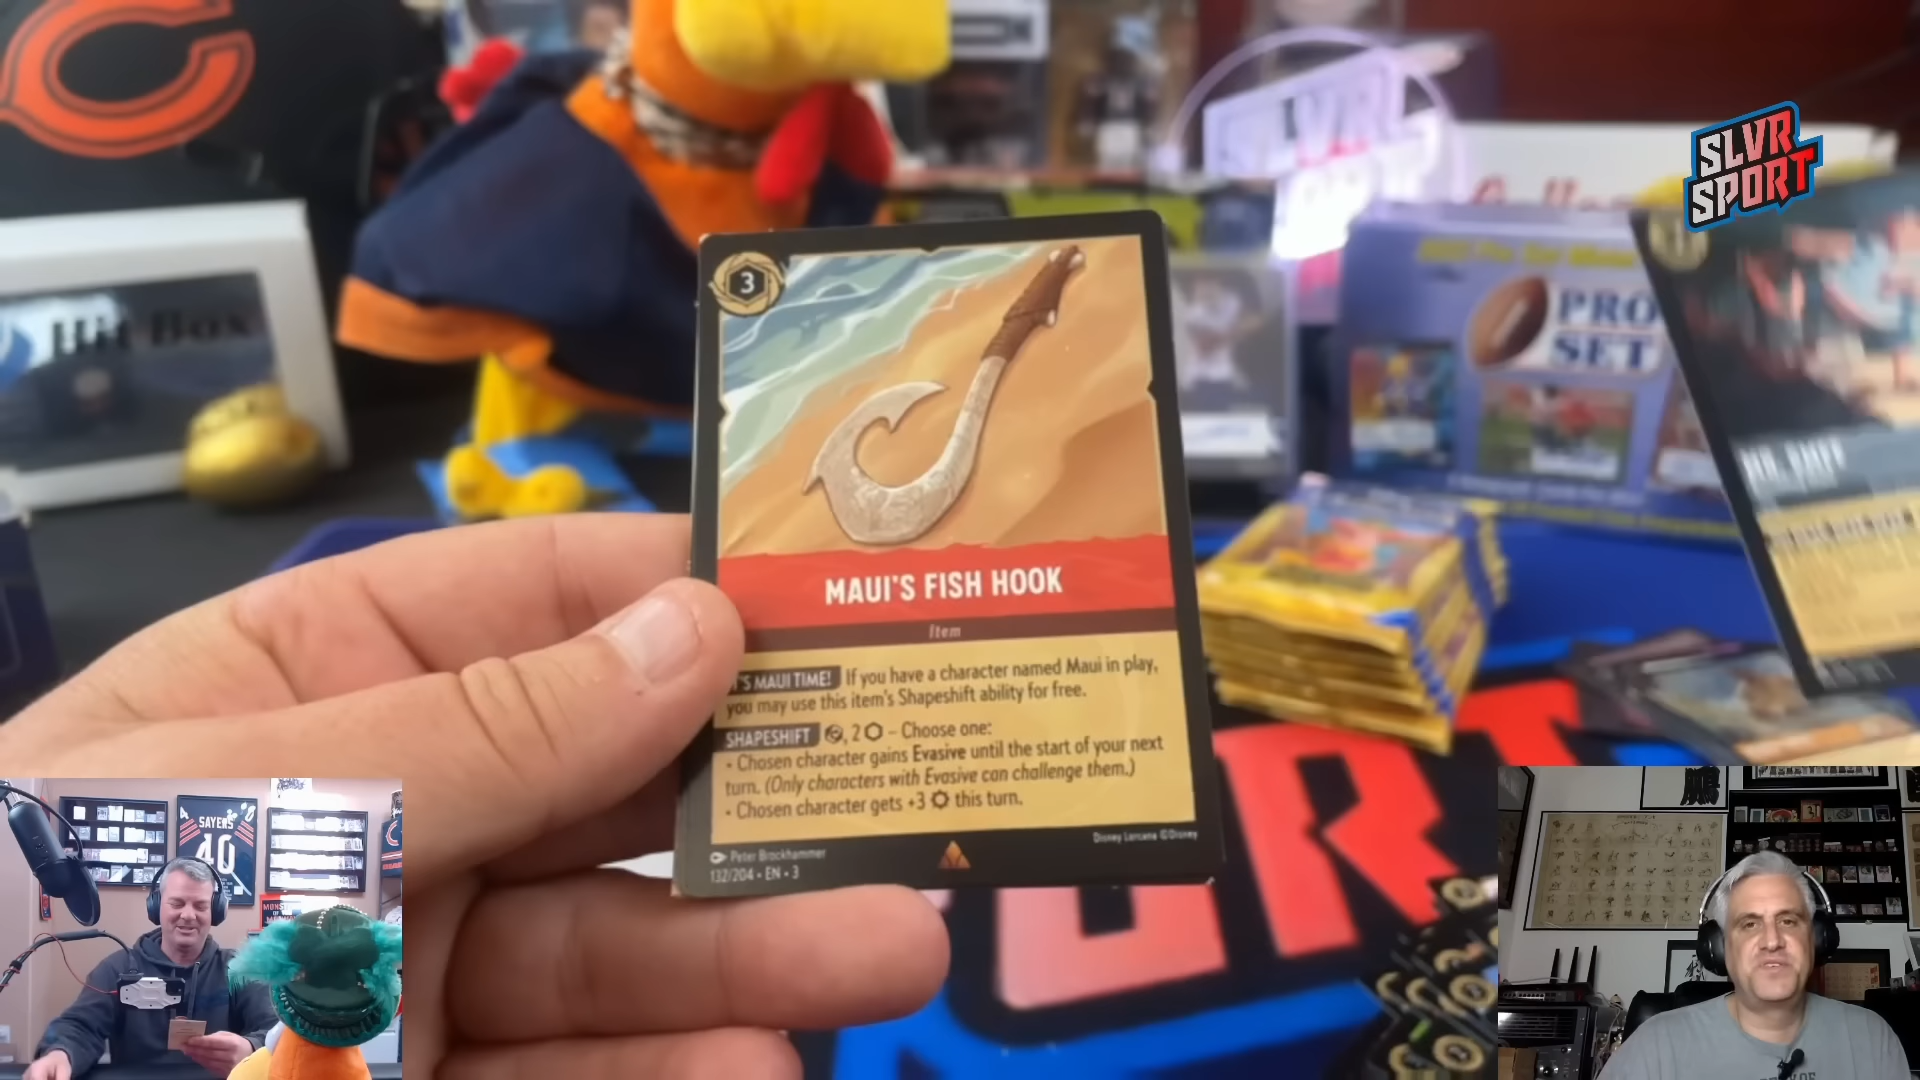 SLVR
SPORT
Hit Box
PRO
SET
3
MAUI'S FISH HOOK
Item
'S MAUI TIME! If you have a character named Maui in play,
you may use this item's Shapeshift ability for free.
SHAPESHIFT , 2 – Choose one:
• Chosen character gains Evasive until the start of your next
turn. (Only characters with Evasive can challenge them.)
• Chosen character gets +3 this turn.
Disney Lorcana ©Disney
Peter Brockhammer
132/204 • EN • 3
SAYERS
40